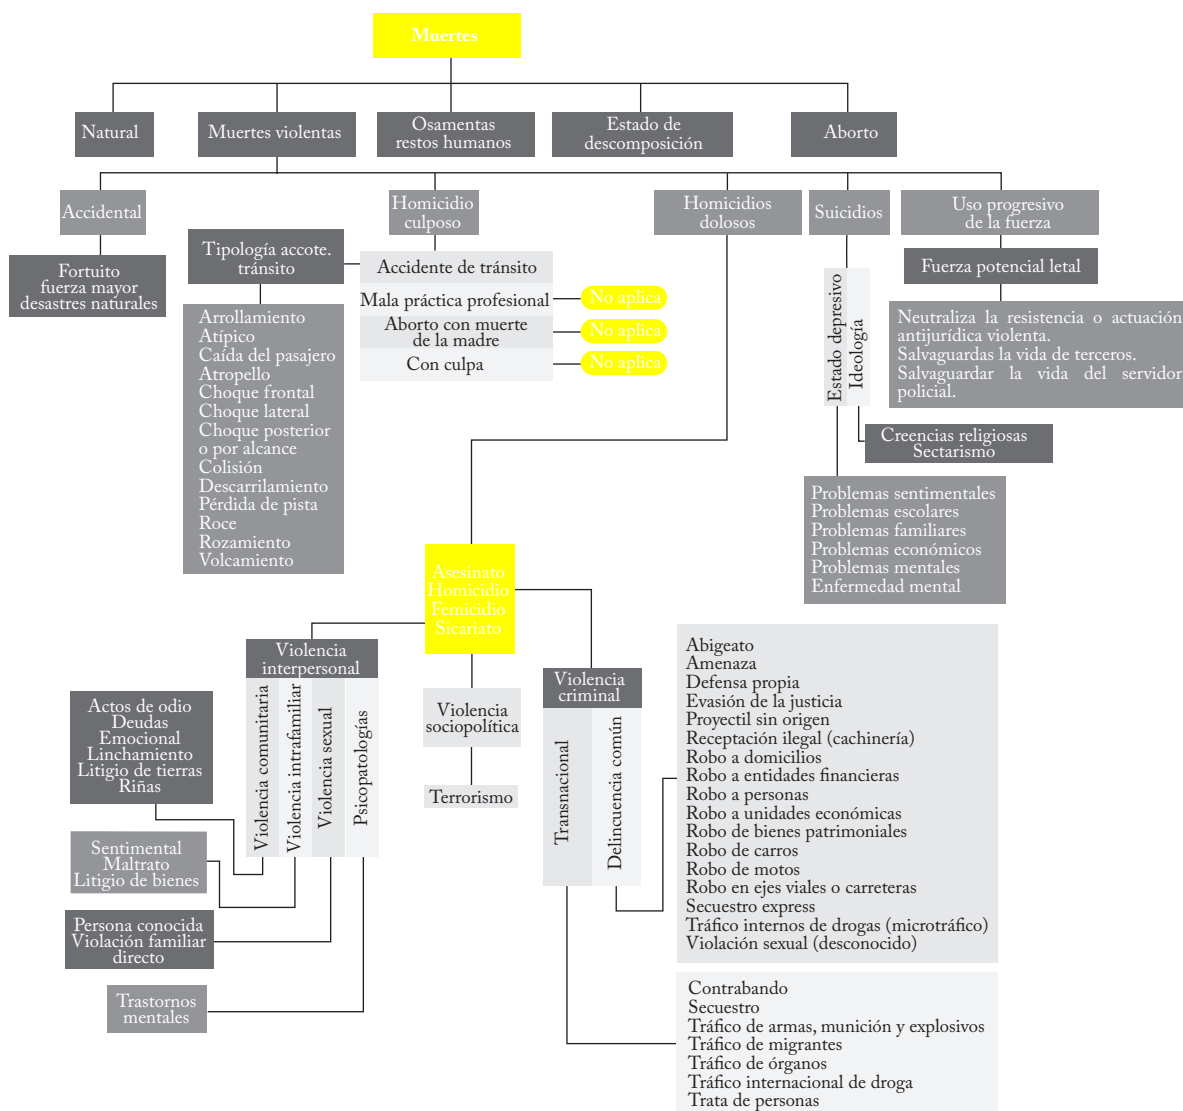 Muertes
Natural
Muertes violentas
Osamentas
restos humanos
Estado de
descomposición
Aborto
Accidental
Homicidio
culposo
Homicidios
dolosos
Suicidios
Uso progresivo
de la fuerza
Fortuito
fuerza mayor
desastres naturales
Tipología accote.
tránsito
Accidente de tránsito
Mala práctica profesional
No aplica
Aborto con muerte
de la madre
No aplica
Con culpa
No aplica
Arrollamiento
Atípico
Caída del pasajero
Atropello
Choque frontal
Choque lateral
Choque posterior
o por alcance
Colisión
Descarrilamiento
Pérdida de pista
Roce
Rozamiento
Volcamiento
Estado depresivo
Ideología
Fuerza potencial letal
Neutraliza la resistencia o actuación
antijurídica violenta.
Salvaguardas la vida de terceros.
Salvaguardar la vida del servidor
policial.
Creencias religiosas
Sectarismo
Problemas sentimentales
Problemas escolares
Problemas familiares
Problemas económicos
Problemas mentales
Enfermedad mental
Asesinato
Homicidio
Femicidio
Sicariato
Violencia
interpersonal
Violencia comunitaria
Violencia intrafamiliar
Violencia sexual
Psicopatologías
Actos de odio
Deudas
Emocional
Linchamiento
Litigio de tierras
Riñas
Sentimental
Maltrato
Litigio de bienes
Persona conocida
Violación familiar
directo
Trastornos
mentales
Violencia
sociopolítica
Terrorismo
Violencia
criminal
Transnacional
Delincuencia común
Abigeato
Amenaza
Defensa propia
Evasión de la justicia
Proyectil sin origen
Receptación ilegal (cachinería)
Robo a domicilios
Robo a entidades financieras
Robo a personas
Robo a unidades económicas
Robo de bienes patrimoniales
Robo de carros
Robo de motos
Robo en ejes viales o carreteras
Secuestro express
Tráfico internos de drogas (microtráfico)
Violación sexual (desconocido)
Contrabando
Secuestro
Tráfico de armas, munición y explosivos
Tráfico de migrantes
Tráfico de órganos
Tráfico internacional de droga
Trata de personas